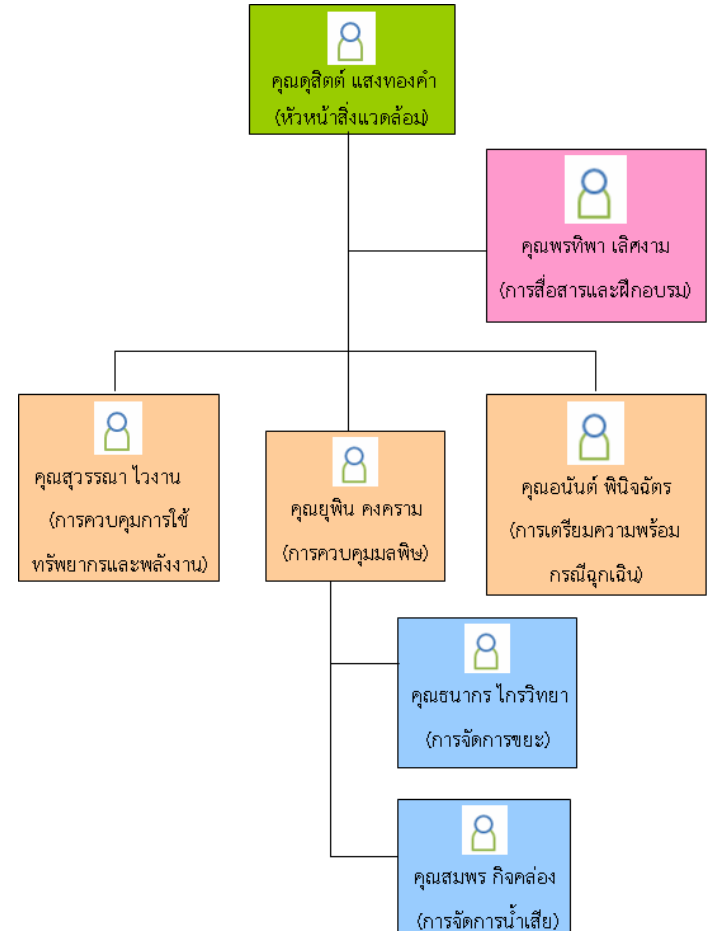 คุณดุสิตต์ แสงทองคำ
(หัวหน้าสิ่งแวดล้อม)
คุณพรทิพา เลิศงาม
(การสื่อสารและฝึกอบรม)
คุณสุวรรณา ไวงาน
(การควบคุมการใช้
ทรัพยากรและพลังงาน)
คุณยุพิน คงคราม
(การควบคุมมลพิษ)
คุณอนันต์ พินิจฉัตร
(การเตรียมความพร้อม
กรณีฉุกเฉิน)
คุณธนากร ไกรวิทยา
(การจัดการขยะ)
คุณสมพร กิจคล่อง
(การจัดการน้ำเสีย)